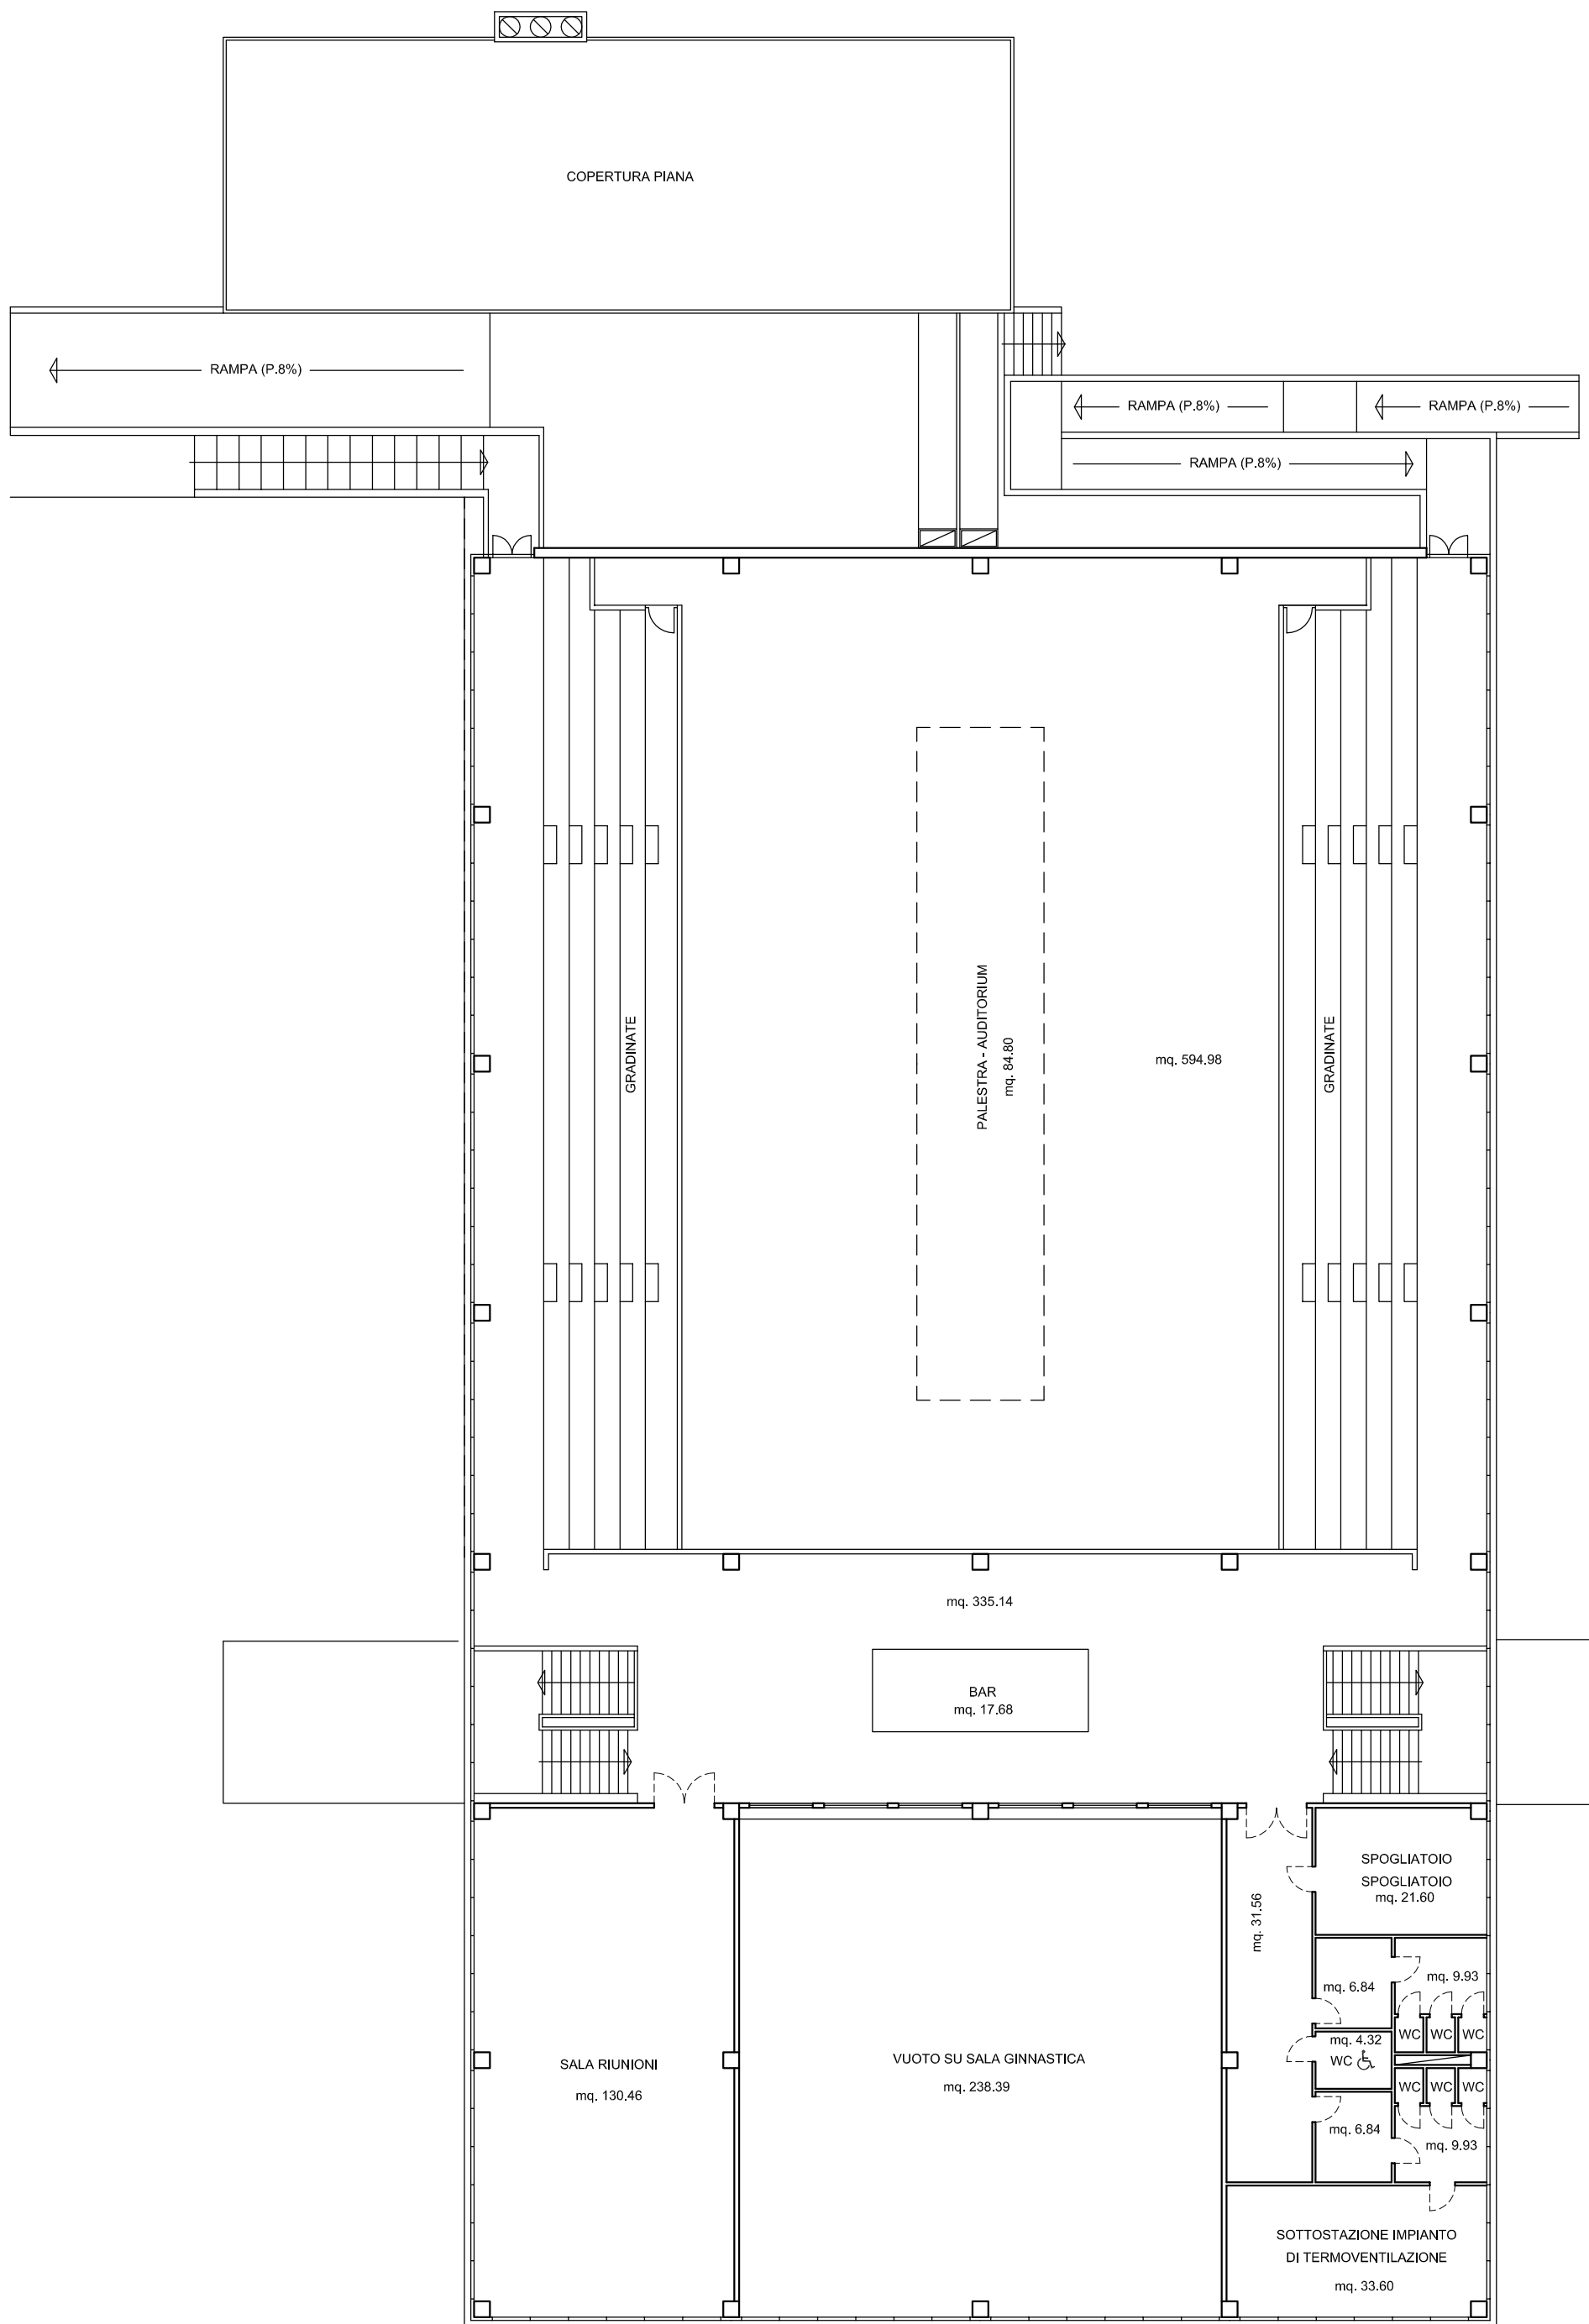 COPERTURA PIANA
RAMPA (P.8%)
RAMPA (P.8%)
RAMPA (P.8%)
RAMPA (P.8%)
GRADINATE
PALESTRA - AUDITORIUM
mq. 84.80
mq. 594.98
GRADINATE
mq. 335.14
BAR
mq. 17.68
SPOGLIATOIO
SPOGLIATOIO
mq. 21.60
mq. 31.56
mq. 6.84
mq. 9.93
WC WC WC
mq. 4.32
WC
SALA RIUNIONI
mq. 130.46
VUOTO SU SALA GINNASTICA
mq. 238.39
WC WC WC
mq. 6.84
mq. 9.93
SOTTOSTAZIONE IMPIANTO
DI TERMOVENTILAZIONE
mq. 33.60